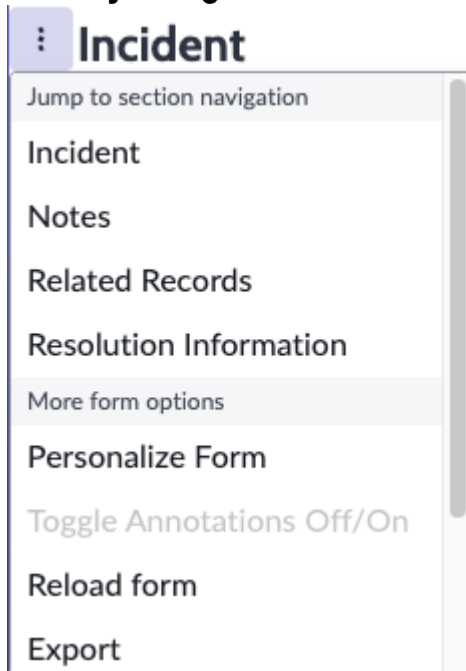 Incident
Jump to section navigation
Incident
Notes
Related Records
Resolution Information
More form options
Personalize Form
Toggle Annotations Off/On
Reload form
Export